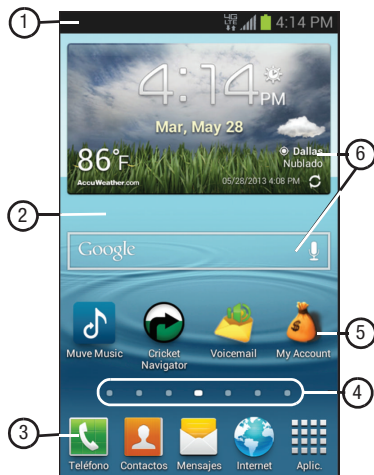 1
4G LTE 4:14 PM
4:14 PM
Mar, May 28
6
86°F
Dallas
Nublado
AccuWeather.com
05/28/2013 4:08 PM
2
Google
5
Muve Music Cricket Navigator Voicemail My Account
4
3
Teléfono Contactos Mensajes Internet Aplic.